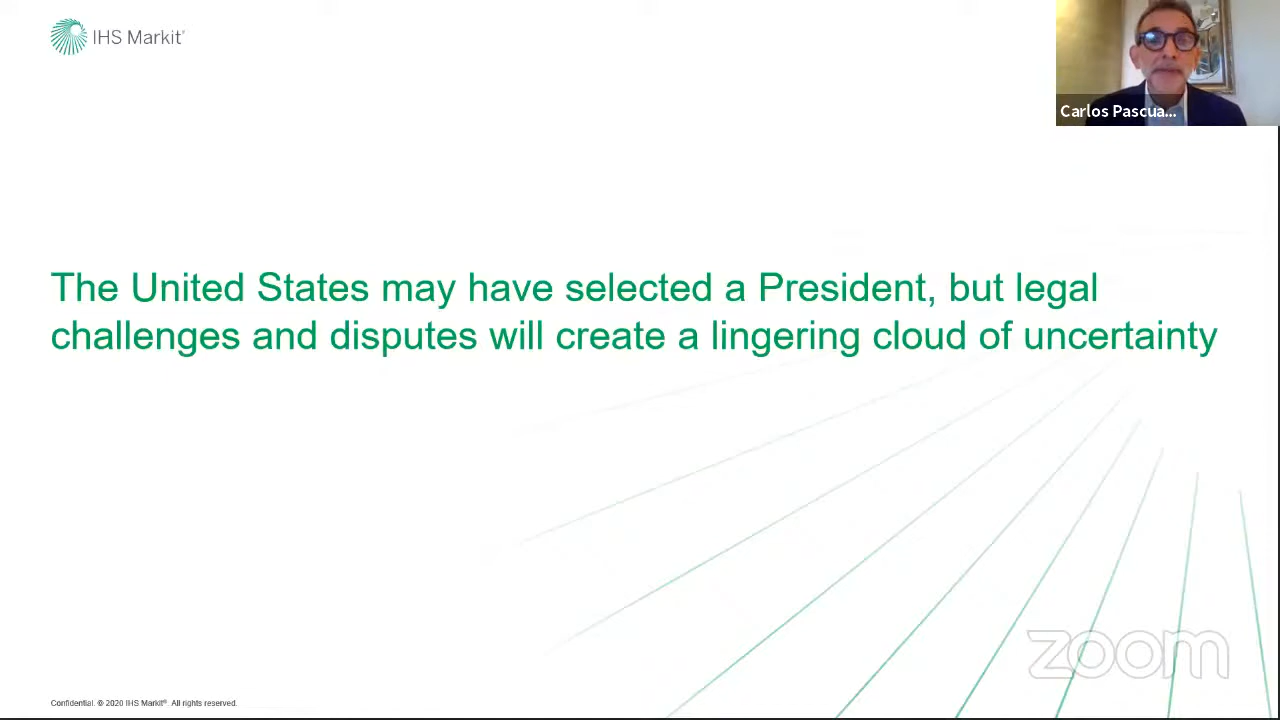 IHS Markit®
Carlos Pascua...
The United States may have selected a President, but legal
challenges and disputes will create a lingering cloud of uncertainty
zoom
Confidential. © 2020 IHS Markit®. All rights reserved.